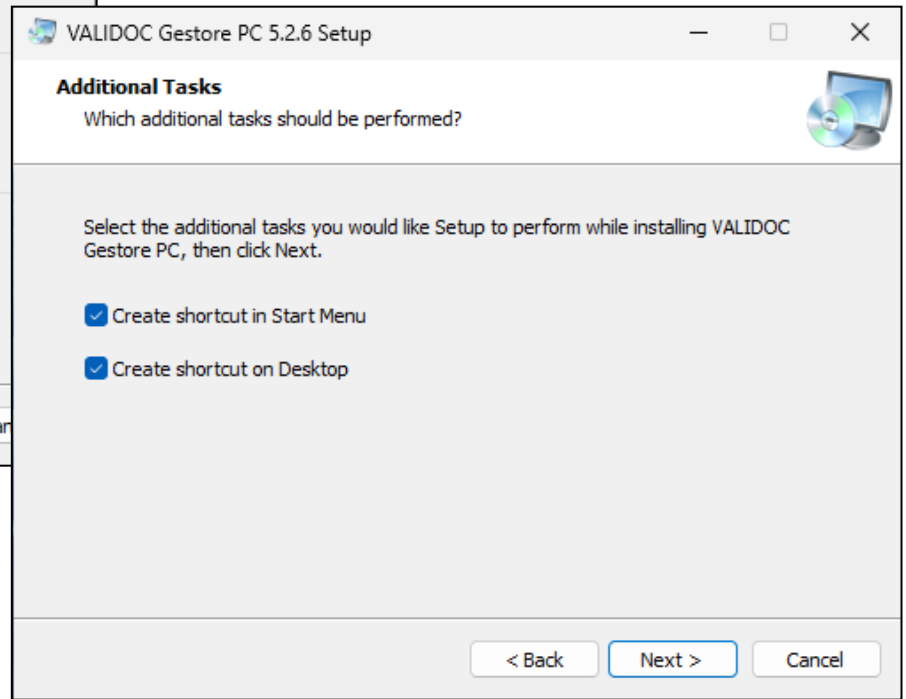 VALIDOC Gestore PC 5.2.6 Setup
Additional Tasks
Which additional tasks should be performed?
Select the additional tasks you would like Setup to perform while installing VALIDOC
Gestore PC, then click Next.
Create shortcut in Start Menu
Create shortcut on Desktop
< Back
Next >
Cancel